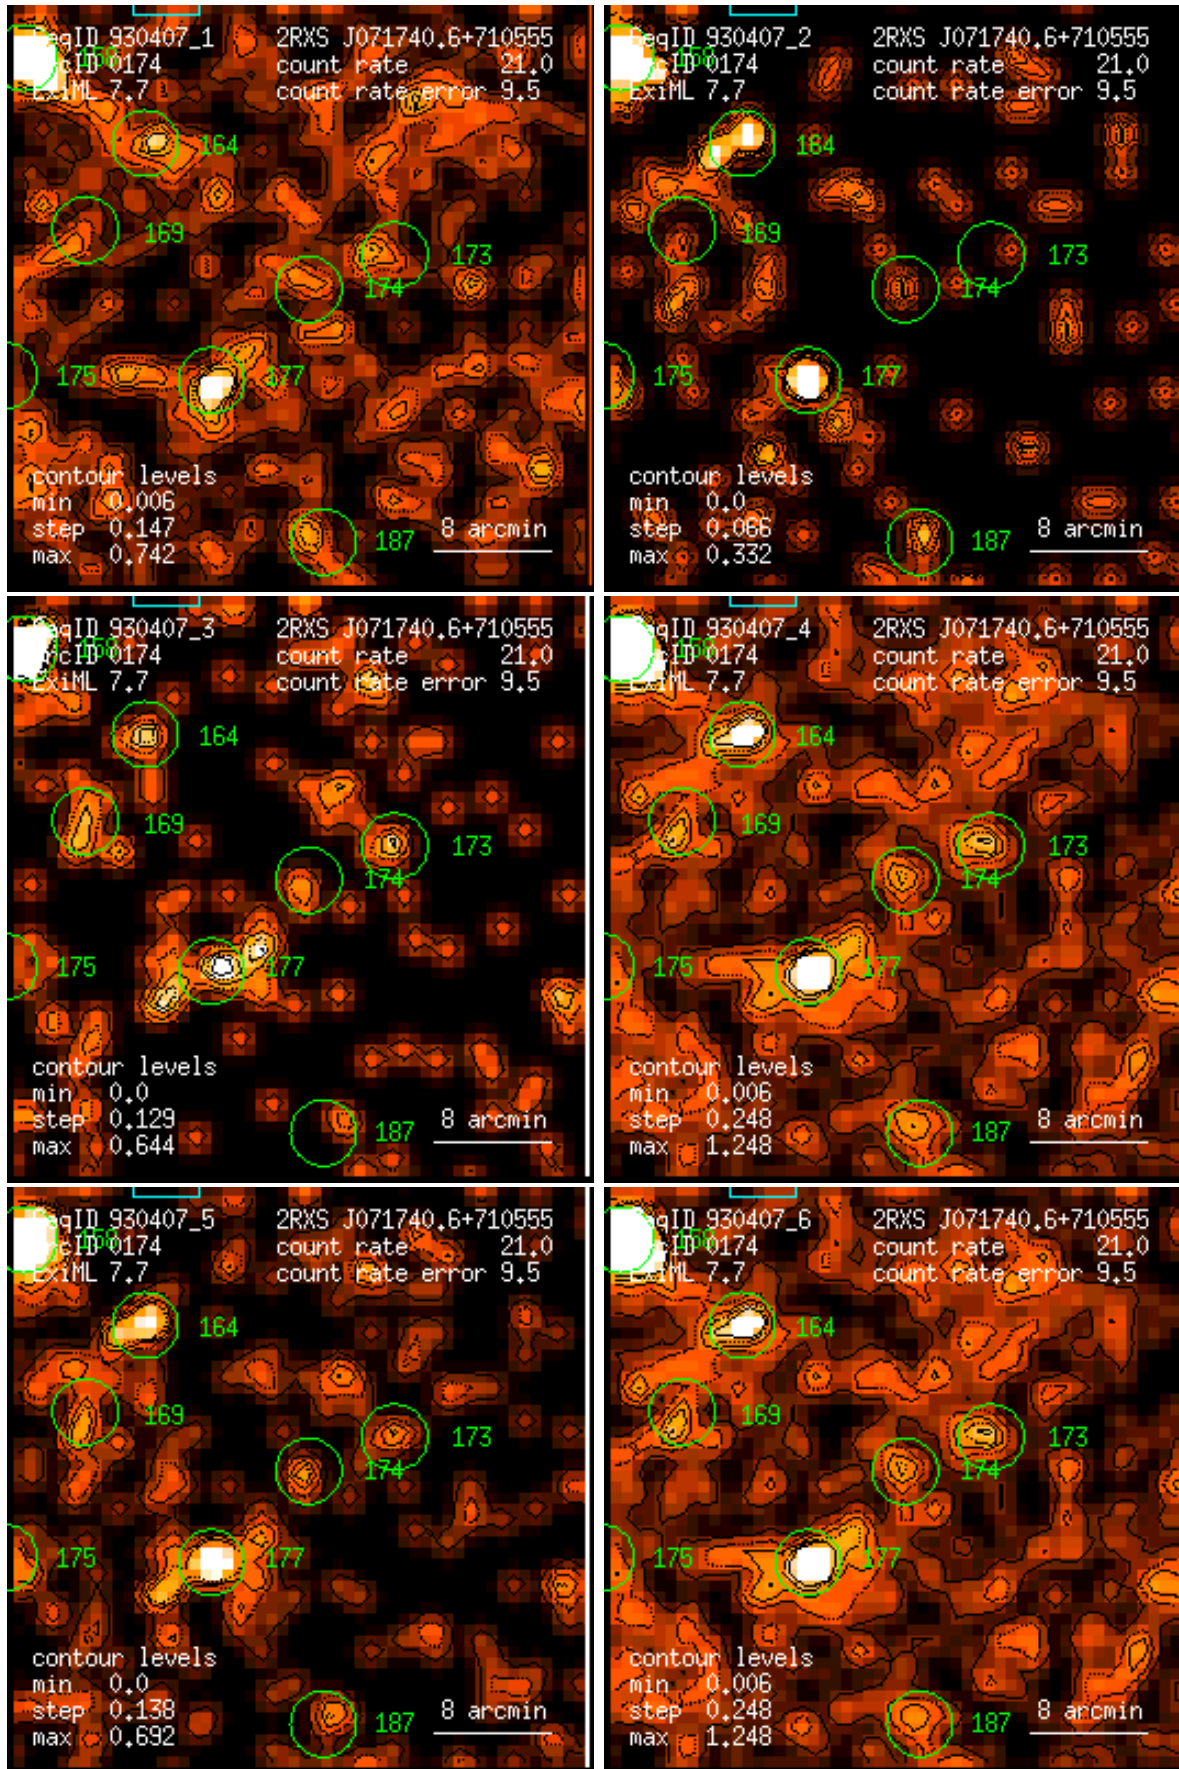 930407_1 2RXS J071740.6+710555
0174 count rate 21.0
ExiML 7.7 count rate error 9.5
164
169
173
174
175
177
contour levels
min 0.006
step 0.147
max 0.742
187
8 arcmin
930407_2 2RXS J071740.6+710555
0174 count rate 21.0
ExiML 7.7 count rate error 9.5
164
169
173
174
175
177
contour levels
min 0.0
step 0.066
max 0.332
187
8 arcmin
930407_3 2RXS J071740.6+710555
0174 count rate 21.0
ExiML 7.7 count rate error 9.5
164
169
173
174
175
177
contour levels
min 0.0
step 0.129
max 0.644
187
8 arcmin
930407_4 2RXS J071740.6+710555
0174 count rate 21.0
ExiML 7.7 count rate error 9.5
164
169
173
174
175
177
contour levels
min 0.006
step 0.248
max 1.248
187
8 arcmin
930407_5 2RXS J071740.6+710555
0174 count rate 21.0
ExiML 7.7 count rate error 9.5
164
169
173
174
175
177
contour levels
min 0.0
step 0.138
max 0.692
187
8 arcmin
930407_6 2RXS J071740.6+710555
0174 count rate 21.0
ExiML 7.7 count rate error 9.5
164
169
173
174
175
177
contour levels
min 0.006
step 0.248
max 1.248
187
8 arcmin